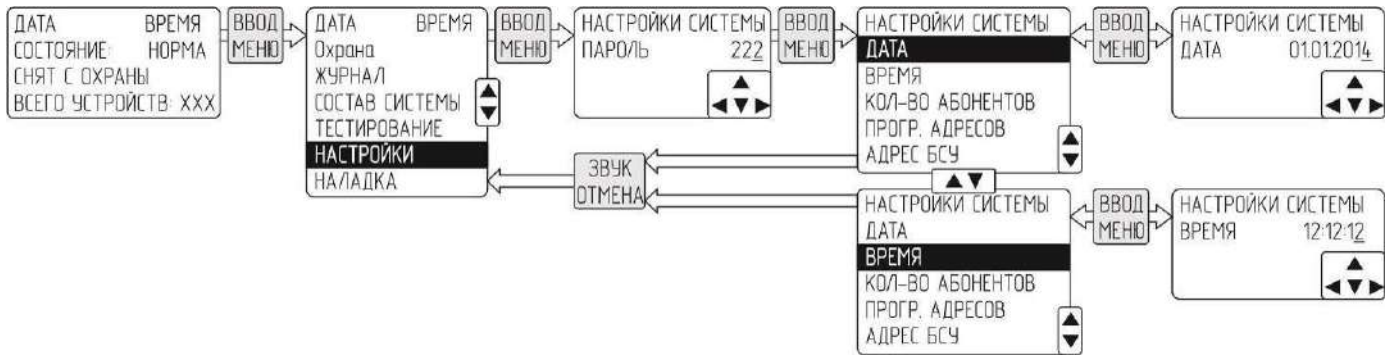 ДАТА ВРЕМЯ
СОСТОЯНИЕ: НОРМА
СНЯТ С ОХРАНЫ
ВСЕГО УСТРОЙСТВ: XXX
ВВОД
МЕНЮ
ДАТА ВРЕМЯ
Охрана
ЖУРНАЛ
СОСТАВ СИСТЕМЫ
ТЕСТИРОВАНИЕ
НАСТРОЙКИ
НАЛАДКА
ВВОД
МЕНЮ
НАСТРОЙКИ СИСТЕМЫ
ПАРОЛЬ 222
ВВОД
МЕНЮ
НАСТРОЙКИ СИСТЕМЫ
ДАТА
ВРЕМЯ
КОЛ-ВО АБОНЕНТОВ
ПРОГР. АДРЕСОВ
АДРЕС БСУ
ВВОД
МЕНЮ
НАСТРОЙКИ СИСТЕМЫ
ДАТА 01.01.2014
ЗВУК
ОТМЕНА
НАСТРОЙКИ СИСТЕМЫ
ДАТА
ВРЕМЯ
КОЛ-ВО АБОНЕНТОВ
ПРОГР. АДРЕСОВ
АДРЕС БСУ
ВВОД
МЕНЮ
НАСТРОЙКИ СИСТЕМЫ
ВРЕМЯ 12:12:12